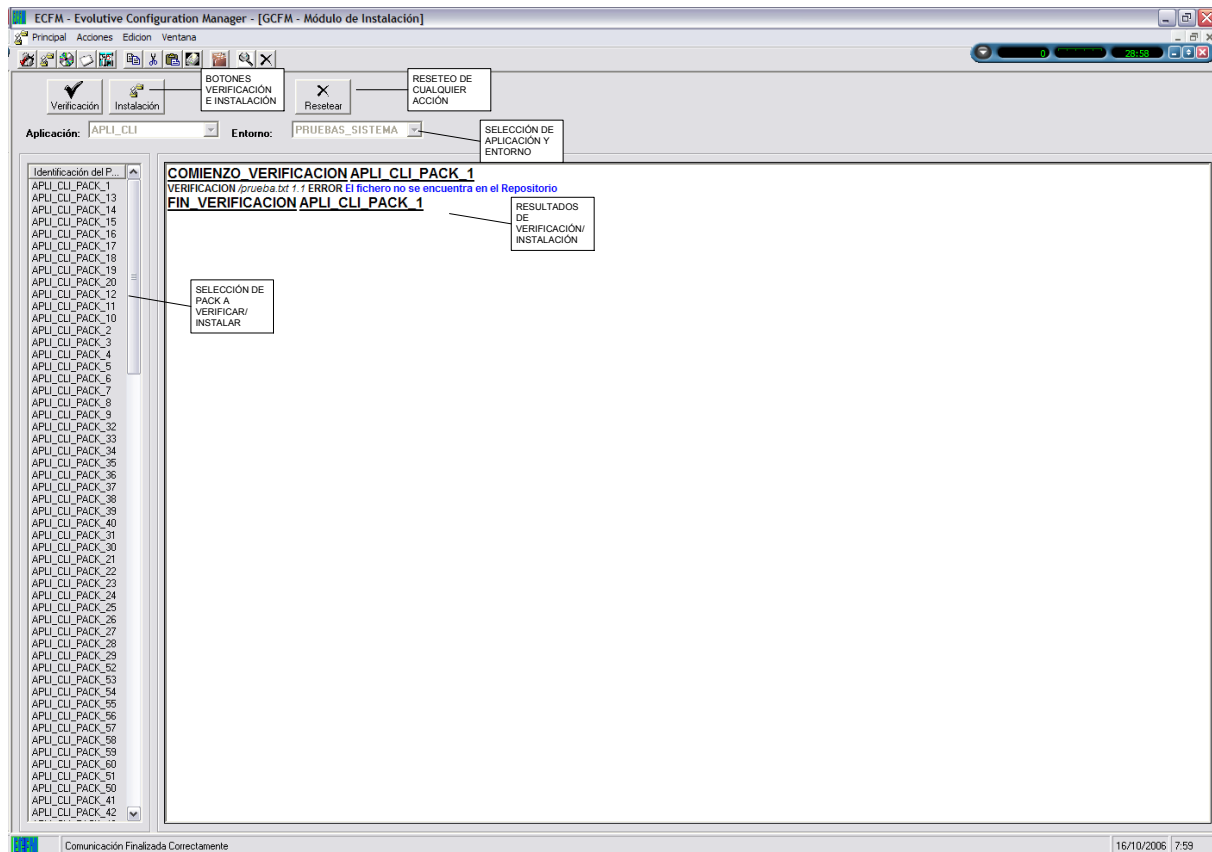 ECFM - Evolutive Configuration Manager - [GCFM - Módulo de Instalación]
Principal Acciones Edicion Ventana
0) 28:58
Verificación Instalación Resetear
BOTONES
VERIFICACIÓN
E INSTALACIÓN
RESETEO DE
CUALQUIER
ACCIÓN
Aplicación: APLI_CLI Entorno: PRUEBAS_SISTEMA
SELECCIÓN DE
APLICACIÓN Y
ENTORNO
Identificación del P...
APLI_CLI_PACK_1
APLI_CLI_PACK_13
APLI_CLI_PACK_14
APLI_CLI_PACK_15
APLI_CLI_PACK_16
APLI_CLI_PACK_17
APLI_CLI_PACK_18
APLI_CLI_PACK_19
APLI_CLI_PACK_20
APLI_CLI_PACK_12
APLI_CLI_PACK_11
APLI_CLI_PACK_10
APLI_CLI_PACK_2
APLI_CLI_PACK_3
APLI_CLI_PACK_4
APLI_CLI_PACK_5
APLI_CLI_PACK_6
APLI_CLI_PACK_7
APLI_CLI_PACK_8
APLI_CLI_PACK_9
APLI_CLI_PACK_32
APLI_CLI_PACK_33
APLI_CLI_PACK_34
APLI_CLI_PACK_35
APLI_CLI_PACK_36
APLI_CLI_PACK_37
APLI_CLI_PACK_38
APLI_CLI_PACK_39
APLI_CLI_PACK_40
APLI_CLI_PACK_31
APLI_CLI_PACK_30
APLI_CLI_PACK_21
APLI_CLI_PACK_22
APLI_CLI_PACK_23
APLI_CLI_PACK_24
APLI_CLI_PACK_25
APLI_CLI_PACK_26
APLI_CLI_PACK_27
APLI_CLI_PACK_28
APLI_CLI_PACK_29
APLI_CLI_PACK_52
APLI_CLI_PACK_53
APLI_CLI_PACK_54
APLI_CLI_PACK_55
APLI_CLI_PACK_56
APLI_CLI_PACK_57
APLI_CLI_PACK_58
APLI_CLI_PACK_59
APLI_CLI_PACK_60
APLI_CLI_PACK_51
APLI_CLI_PACK_50
APLI_CLI_PACK_41
APLI_CLI_PACK_42
COMIENZO_VERIFICACION APLI_CLI_PACK_1
VERIFICACION /prueba.txt 1.1 ERROR El fichero no se encuentra en el Repositorio
FIN_VERIFICACION APLI_CLI_PACK_1
RESULTADOS
DE
VERIFICACIÓN/
INSTALACIÓN
SELECCIÓN DE
PACK A
VERIFICAR/
INSTALAR
Comunicación Finalizada Correctamente
16/10/2006 7:59